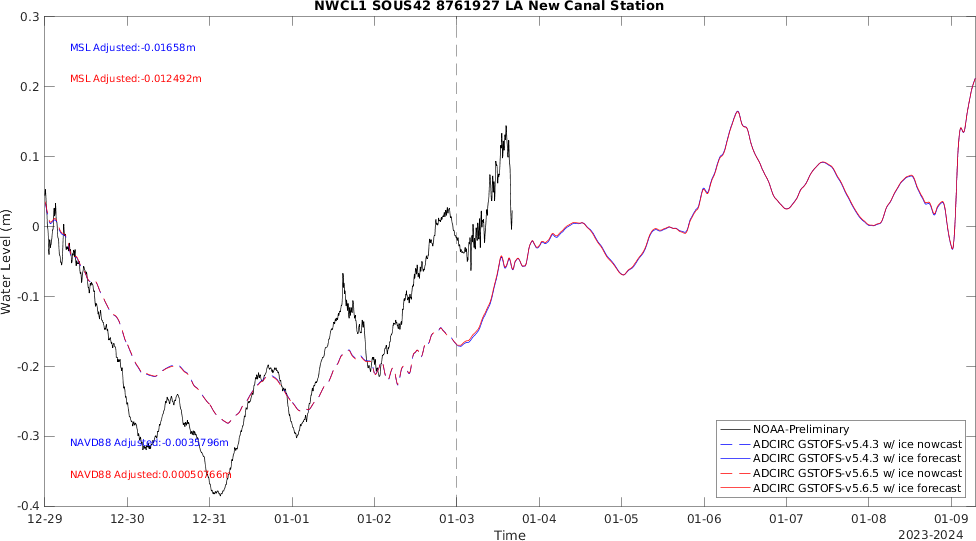 NWCL1 SOUS42 8761927 LA New Canal Station
0.3
MSL Adjusted:-0.01658m
MSL Adjusted:-0.012492m
0.2
0.1
0
-0.1
-0.2
-0.3
-0.4
Water Level (m)
NAVD88 Adjusted:-0.0035796m
NAVD88 Adjusted:0.00050766m
NOAA-Preliminary
ADCIRC GSTOFS-v5.4.3 w/ ice nowcast
ADCIRC GSTOFS-v5.4.3 w/ ice forecast
ADCIRC GSTOFS-v5.6.5 w/ ice nowcast
ADCIRC GSTOFS-v5.6.5 w/ ice forecast
12-29 12-30 12-31 01-01 01-02 01-03 01-04 01-05 01-06 01-07 01-08 01-09
Time
2023-2024